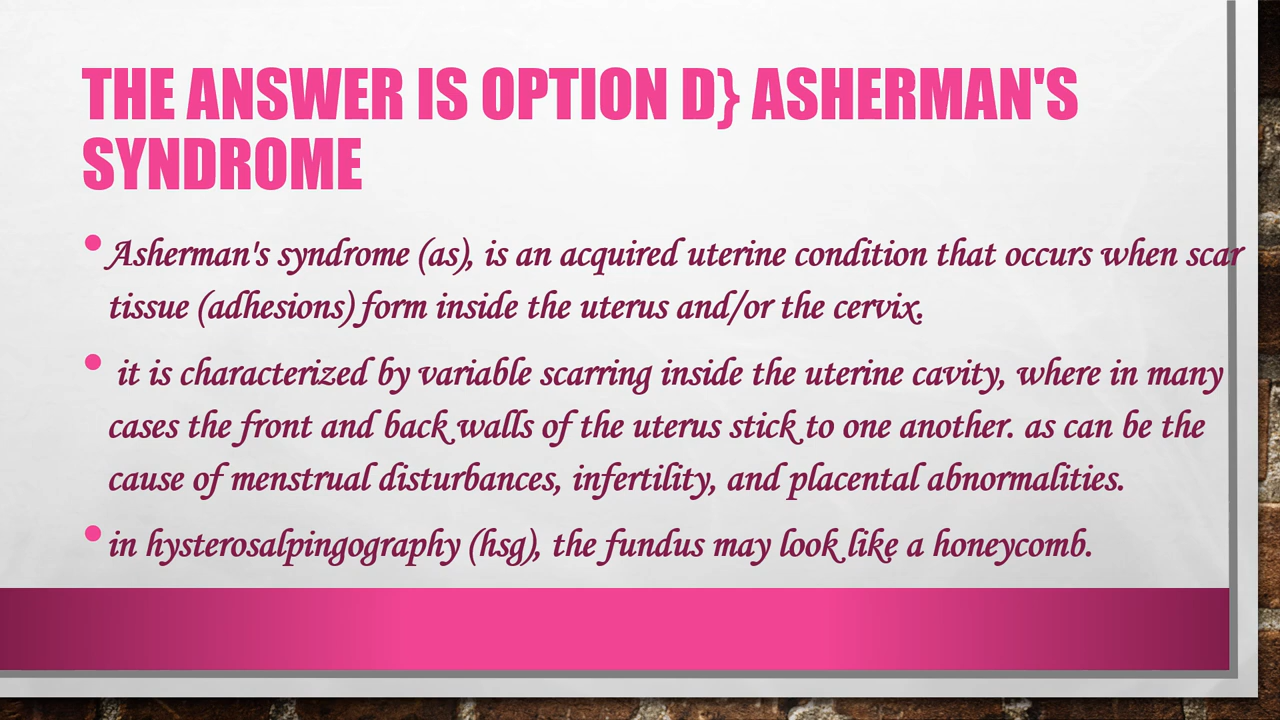 THE ANSWER IS OPTION D} ASHERMAN'S
SYNDROME
• Asherman's syndrome (as), is an acquired uterine condition that occurs when scar
tissue (adhesions) form inside the uterus and/or the cervix.
• it is characterized by variable scarring inside the uterine cavity, where in many
cases the front and back walls of the uterus stick to one another. as can be the
cause of menstrual disturbances, infertility, and placental abnormalities.
• in hysterosalpingography (hsg), the fundus may look like a honeycomb.